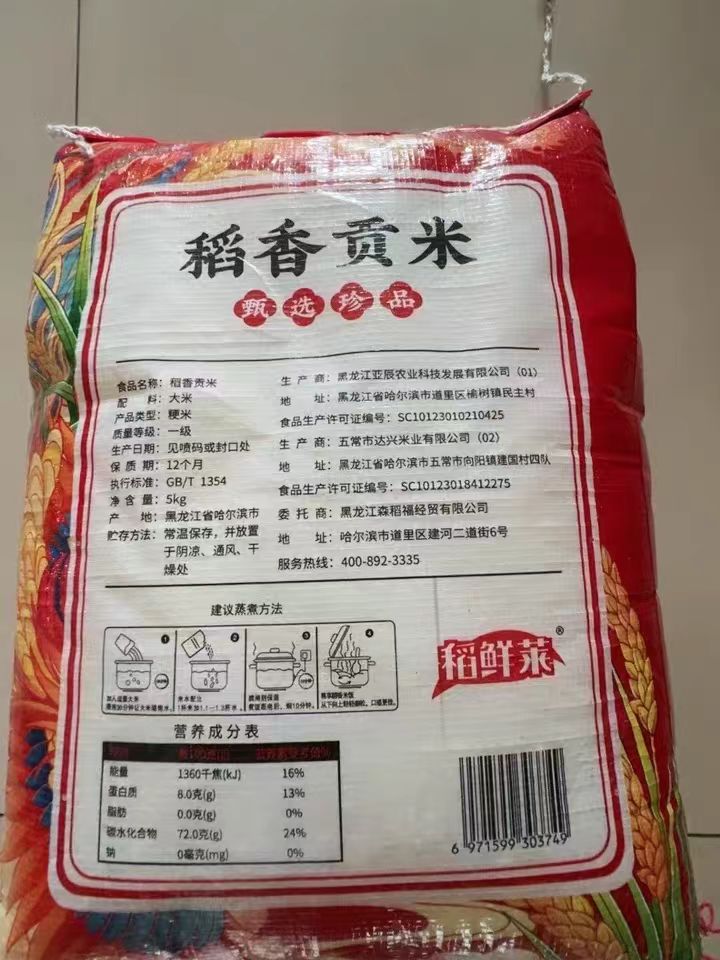 稻香贡米
甄选珍品
食品名称：稻香贡米
配 料：大米
产品类型：粳米
质量等级：一级
生产日期：见喷码或封口处
保 质 期：12个月
执行标准：GB/T 1354
净 含 量：5kg
产 地：黑龙江省哈尔滨市
贮存方法：常温保存，并放置
于阴凉、通风、干
燥处
生 产 商：黑龙江亚辰农业科技发展有限公司（01）
地 址：黑龙江省哈尔滨市道里区榆树镇民主村
食品生产许可证编号：SC10123010210425
生 产 商：五常市达兴米业有限公司（02）
地 址：黑龙江省哈尔滨市五常市向阳镇建国村四队
食品生产许可证编号：SC10123018412275
委 托 商：黑龙江森稻福经贸有限公司
地 址：哈尔滨市道里区建河二道街6号
服务热线：400-892-3335
建议蒸煮方法
1
2
3
4
加入适量大米
米水配比
稻鲜莱®
营养成分表
能量 1360千焦(kJ) 16%
蛋白质 8.0克(g) 13%
脂肪 0.0克(g) 0%
碳水化合物 72.0克(g) 24%
钠 0毫克(mg) 0%
6 971599 303749